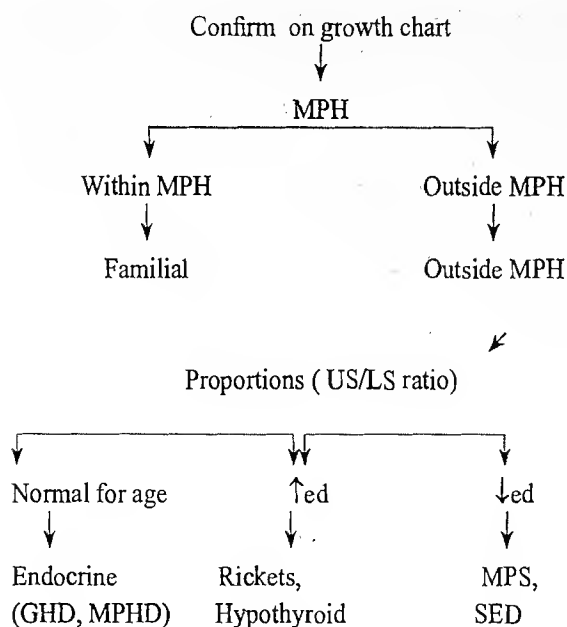 Confirm on growth chart
MPH
Within MPH Outside MPH
Familial Outside MPH
Proportions ( US/LS ratio)
Normal for age ↑ed ↓ed
Endocrine Rickets, MPS,
(GHD, MPHD) Hypothyroid SED